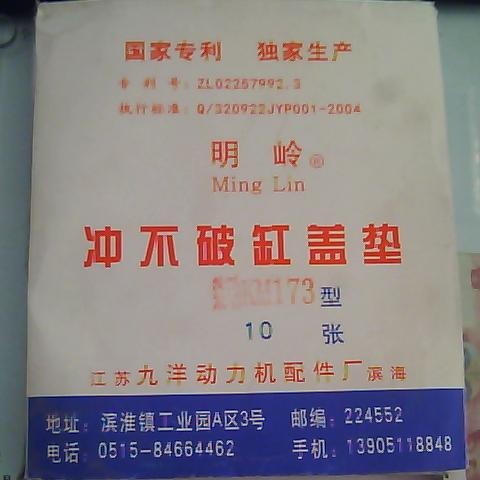 国家专利 独家生产
专利号:ZL02257992.3
执行标准:Q/320922JYP001-2004
明岭®
Ming Lin
冲不破缸盖垫
KM173型
10 张
江苏九洋动力机配件厂 滨海
地址: 滨淮镇工业园A区3号 邮编: 224552
电话: 0515-84664462 手机: 13905118848